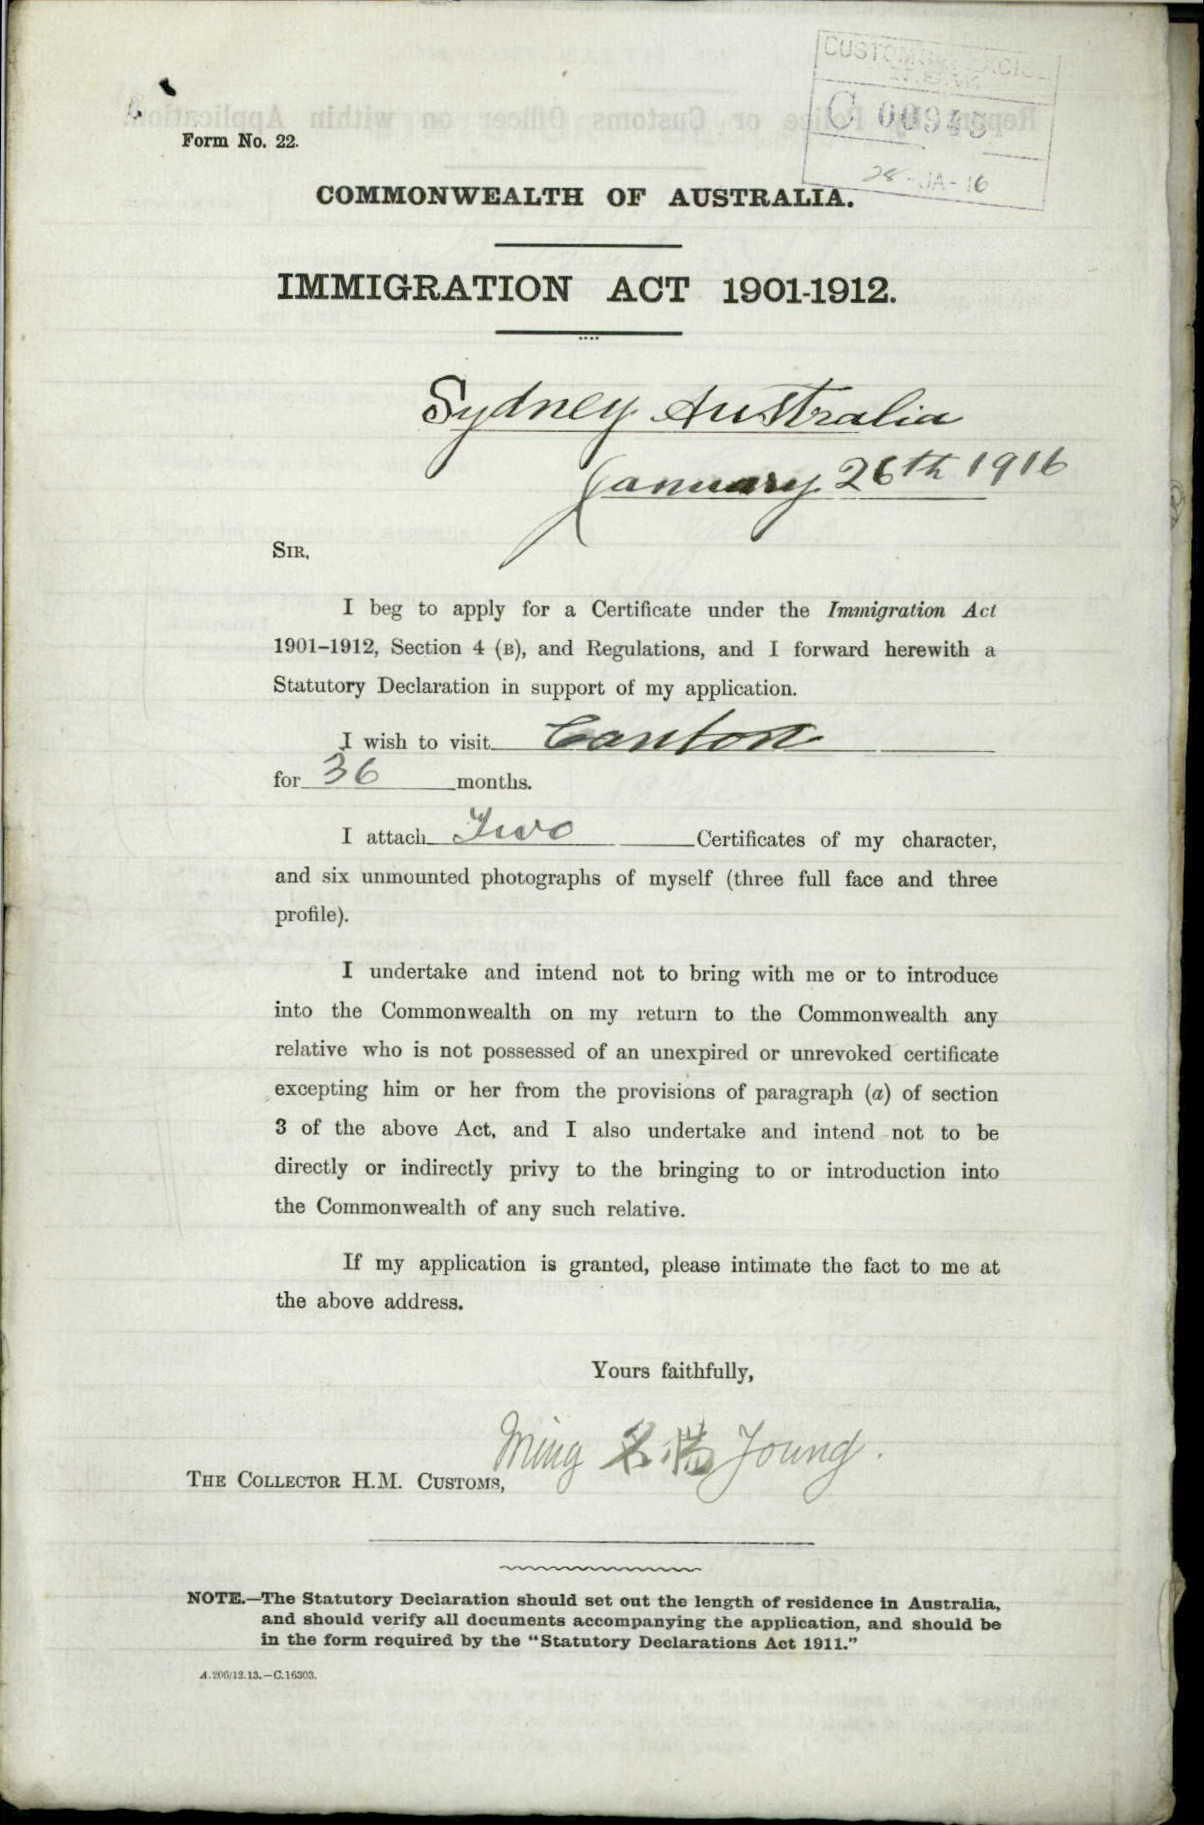 CUSTOMS & EXCISE
C 00943
28-JA-16
Form No. 22.
COMMONWEALTH OF AUSTRALIA.
IMMIGRATION ACT 1901-1912.
Sydney Australia
January 26th 1916
SIR,
I beg to apply for a Certificate under the Immigration Act
1901–1912, Section 4 (B), and Regulations, and I forward herewith a
Statutory Declaration in support of my application.
I wish to visit Canton
for 36 months.
I attach Two Certificates of my character,
and six unmounted photographs of myself (three full face and three
profile).
I undertake and intend not to bring with me or to introduce
into the Commonwealth on my return to the Commonwealth any
relative who is not possessed of an unexpired or unrevoked certificate
excepting him or her from the provisions of paragraph (a) of section
3 of the above Act, and I also undertake and intend not to be
directly or indirectly privy to the bringing to or introduction into
the Commonwealth of any such relative.
If my application is granted, please intimate the fact to me at
the above address.
Yours faithfully,
Ming Young.
THE COLLECTOR H.M. CUSTOMS,
NOTE.—The Statutory Declaration should set out the length of residence in Australia,
and should verify all documents accompanying the application, and should be
in the form required by the “Statutory Declarations Act 1911.”
A.206/12.13.—C.16303.